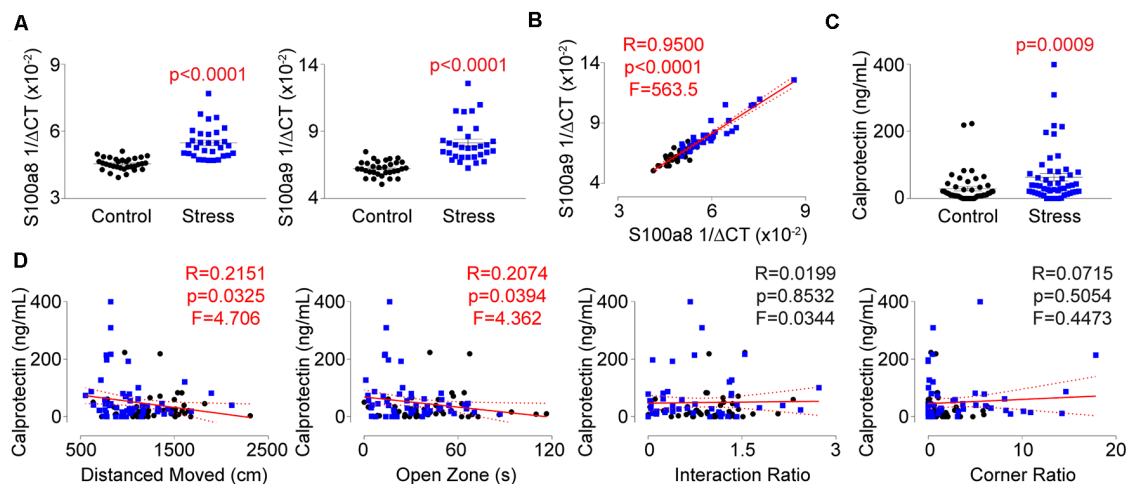 A
S100a8 1/ΔCT (x10-2)
9
6
3
p<0.0001
Control
Stress
S100a9 1/ΔCT (x10-2)
14
9
4
p<0.0001
Control
Stress
B
S100a9 1/ΔCT (x10-2)
14
9
4
R=0.9500
p<0.0001
F=563.5
3
6
9
S100a8 1/ΔCT (x10-2)
C
Calprotectin (ng/mL)
400
200
0
p=0.0009
Control
Stress
D
Calprotectin (ng/mL)
400
200
0
R=0.2151
p=0.0325
F=4.706
500
1500
2500
Distanced Moved (cm)
Calprotectin (ng/mL)
400
200
0
R=0.2074
p=0.0394
F=4.362
0
60
120
Open Zone (s)
Calprotectin (ng/mL)
400
200
0
R=0.0199
p=0.8532
F=0.0344
0
1.5
3
Interaction Ratio
Calprotectin (ng/mL)
400
200
0
R=0.0715
p=0.5054
F=0.4473
0
10
20
Corner Ratio